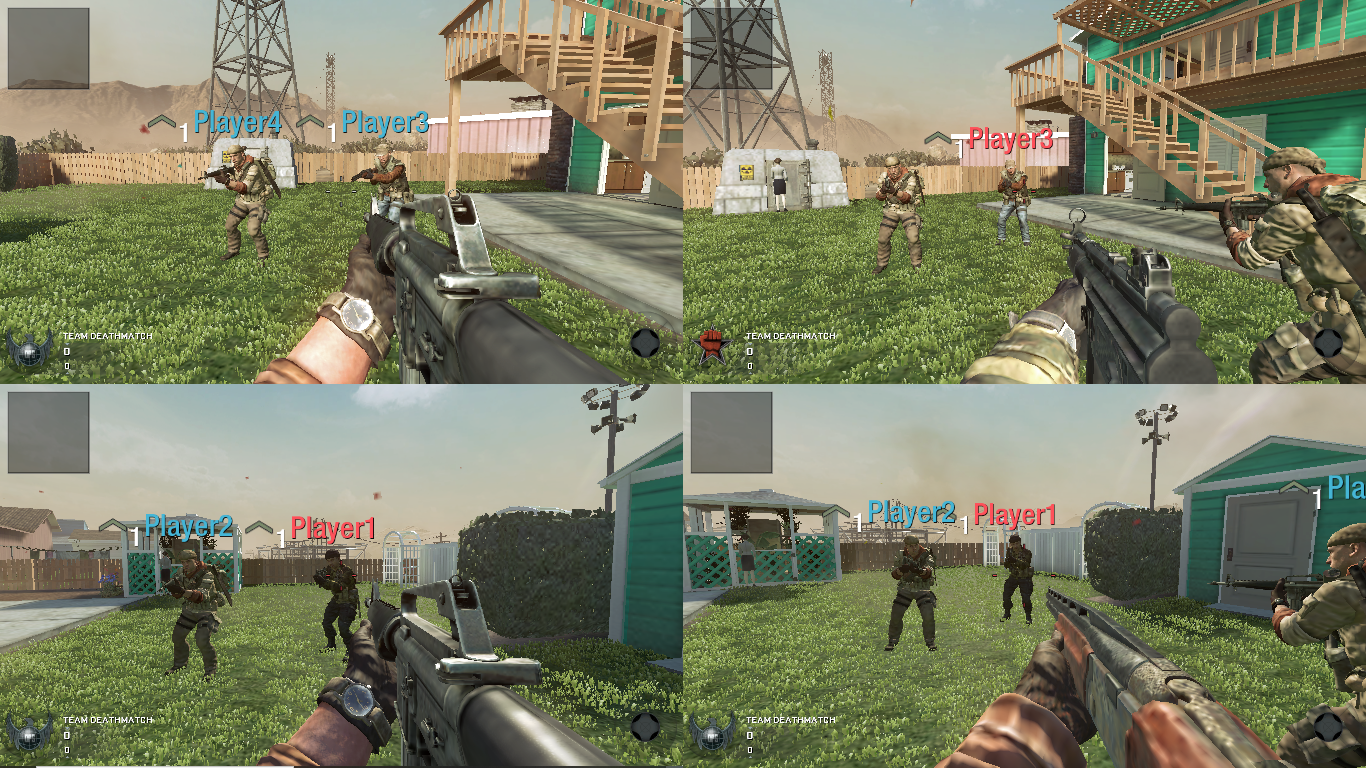 1 Player4
1 Player3
1 Player3
TEAM DEATHMATCH
0
0
TEAM DEATHMATCH
0
0
1 Player2
1 Player1
1 Player2
1 Player1
1 Pla
TEAM DEATHMATCH
0
0
TEAM DEATHMATCH
0
0